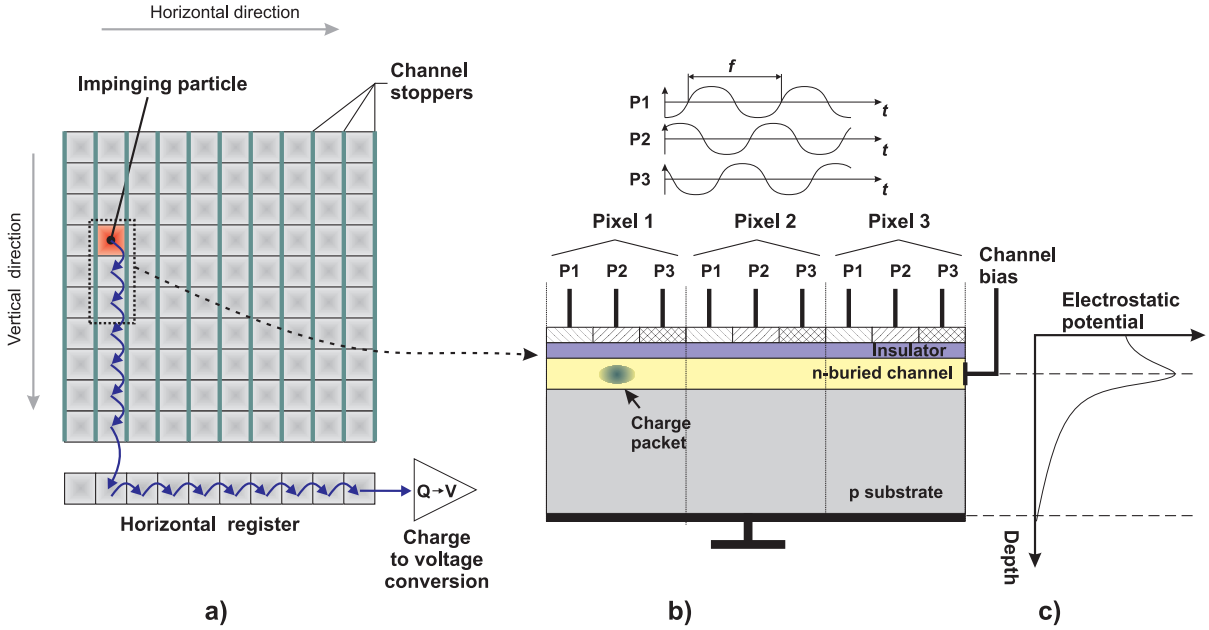 Horizontal direction
Impinging particle
Channel
stoppers
Vertical direction
Q→V
Horizontal register
Charge
to voltage
conversion
a)
f
P1
t
P2
t
P3
t
Pixel 1 Pixel 2 Pixel 3
P1 P2 P3 P1 P2 P3 P1 P2 P3
Channel
bias
Insulator
n-buried channel
Charge
packet
p substrate
b)
Electrostatic
potential
Depth
c)